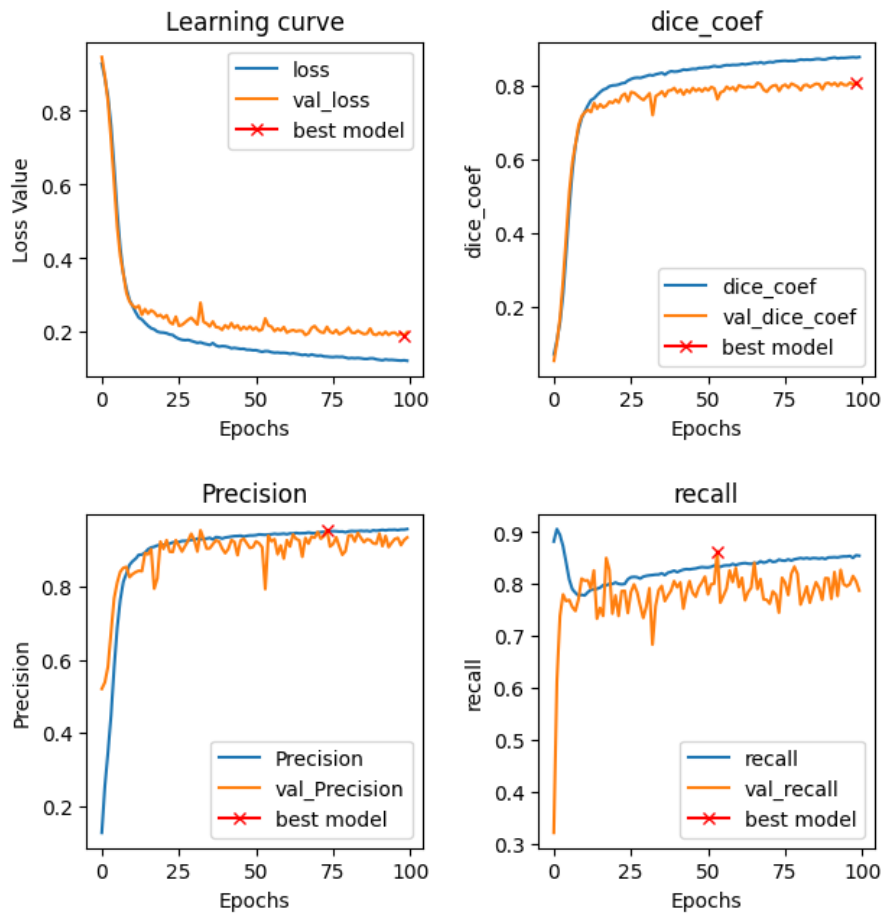 Learning curve
loss
val_loss
best model
0.8
0.6
0.4
0.2
Loss Value
0
25
50
75
100
Epochs
dice_coef
0.8
0.6
0.4
0.2
dice_coef
dice_coef
val_dice_coef
best model
0
25
50
75
100
Epochs
Precision
0.8
0.6
0.4
0.2
Precision
Precision
val_Precision
best model
0
25
50
75
100
Epochs
recall
0.9
0.8
0.7
0.6
0.5
0.4
0.3
recall
recall
val_recall
best model
0
25
50
75
100
Epochs